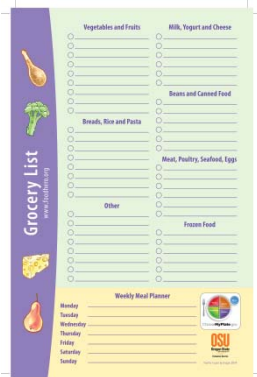 Grocery List
www.foodhero.org
Vegetables and Fruits
Breads, Rice and Pasta
Other
Milk, Yogurt and Cheese
Beans and Canned Food
Meat, Poultry, Seafood, Eggs
Frozen Food
Weekly Meal Planner
Monday
Tuesday
Wednesday
Thursday
Friday
Saturday
Sunday
ChooseMyPlate.gov
OSU
Oregon State